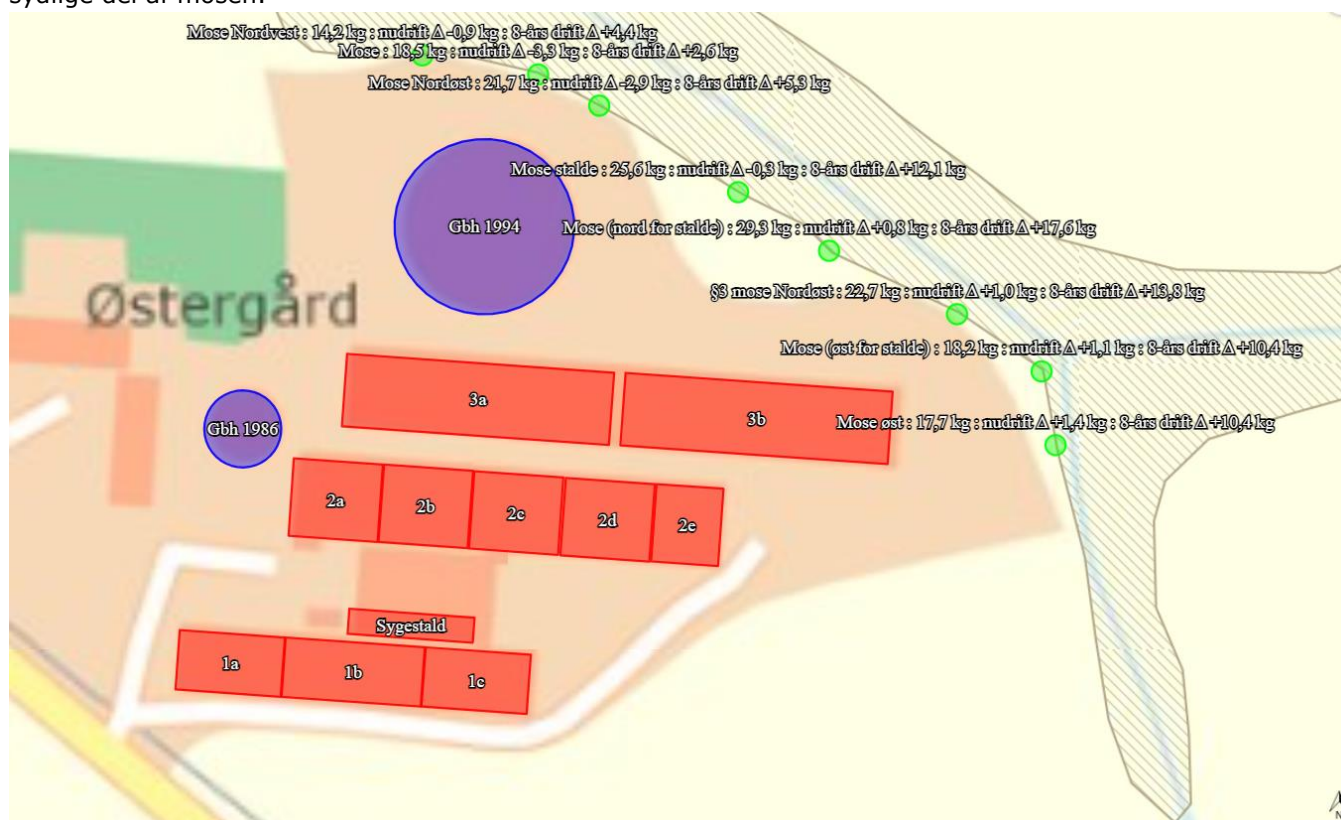 sydlige del af mosen.
Mose Nordvest : 14,2 kg : nudrift Δ -0,9 kg : 8-års drift Δ +4,4 kg
Mose : 18,5 kg : nudrift Δ -3,3 kg : 8-års drift Δ +2,6 kg
Mose Nordøst : 21,7 kg : nudrift Δ -2,9 kg : 8-års drift Δ +5,3 kg
Mose stalde : 25,6 kg : nudrift Δ -0,3 kg : 8-års drift Δ +12,1 kg
Gbh 1994
Mose (nord for stalde) : 29,3 kg : nudrift Δ +0,8 kg : 8-års drift Δ +17,6 kg
Østergård
§3 mose Nordøst : 22,7 kg : nudrift Δ +1,0 kg : 8-års drift Δ +13,8 kg
Mose (øst for stalde) : 18,2 kg : nudrift Δ +1,1 kg : 8-års drift Δ +10,4 kg
3a
3b
Mose øst : 17,7 kg : nudrift Δ +1,4 kg : 8-års drift Δ +10,4 kg
Gbh 1986
2a
2b
2c
2d
2e
Sygestald
1a
1b
1c